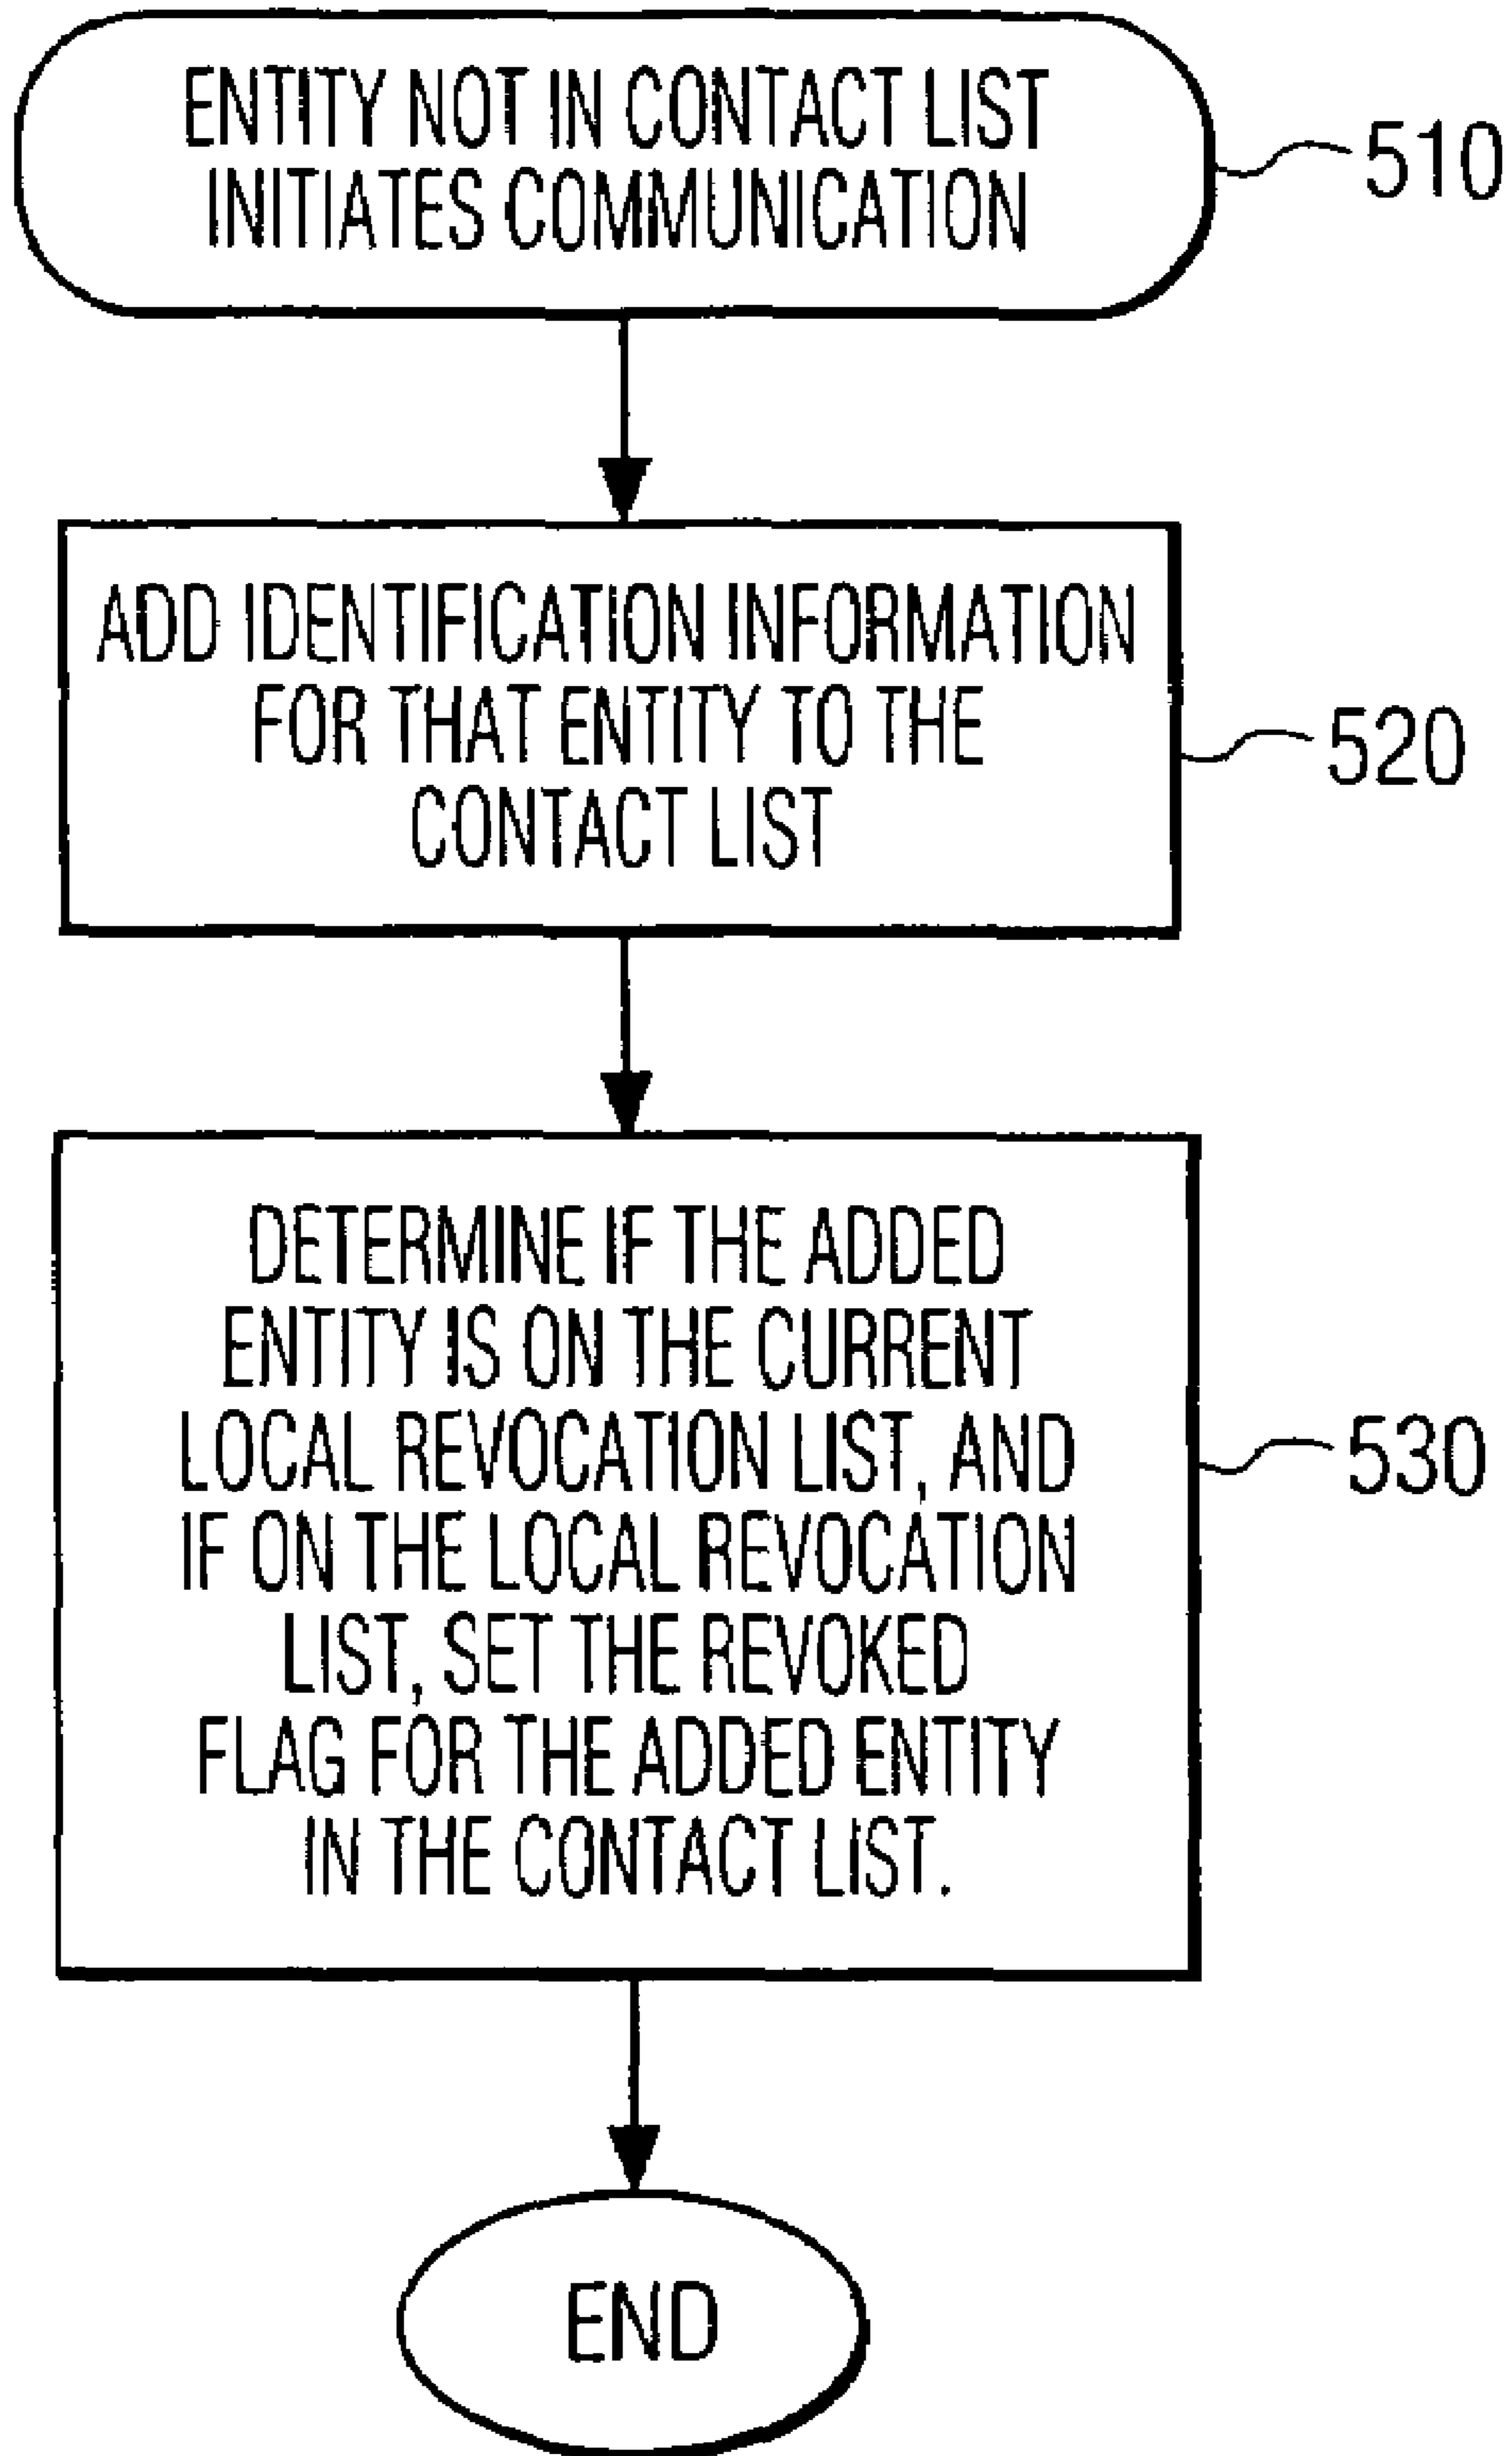 ENTITY NOT IN CONTACT LIST
INITIATES COMMUNICATION
510
ADD IDENTIFICATION INFORMATION
FOR THAT ENTITY TO THE
CONTACT LIST
520
DETERMINE IF THE ADDED
ENTITY IS ON THE CURRENT
LOCAL REVOCATION LIST, AND
IF ON THE LOCAL REVOCATION
LIST, SET THE REVOKED
FLAG FOR THE ADDED ENTITY
IN THE CONTACT LIST.
530
END